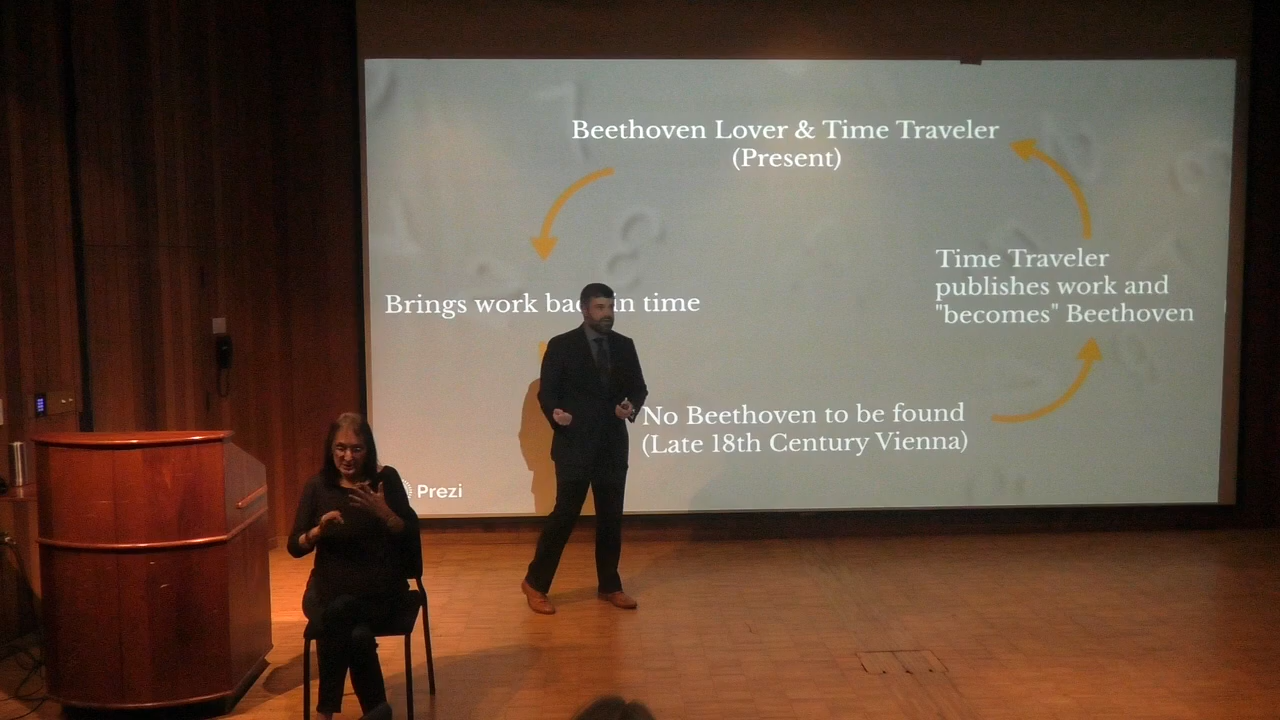 Beethoven Lover & Time Traveler
(Present)
Brings work back in time
Time Traveler
publishes work and
"becomes" Beethoven
No Beethoven to be found
(Late 18th Century Vienna)
Prezi